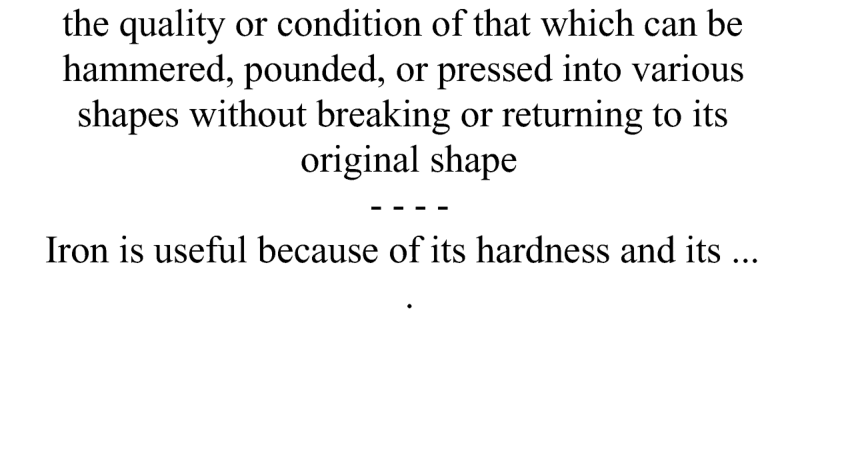 the quality or condition of that which can be
hammered, pounded, or pressed into various
shapes without breaking or returning to its
original shape
- - - -
Iron is useful because of its hardness and its ...
.